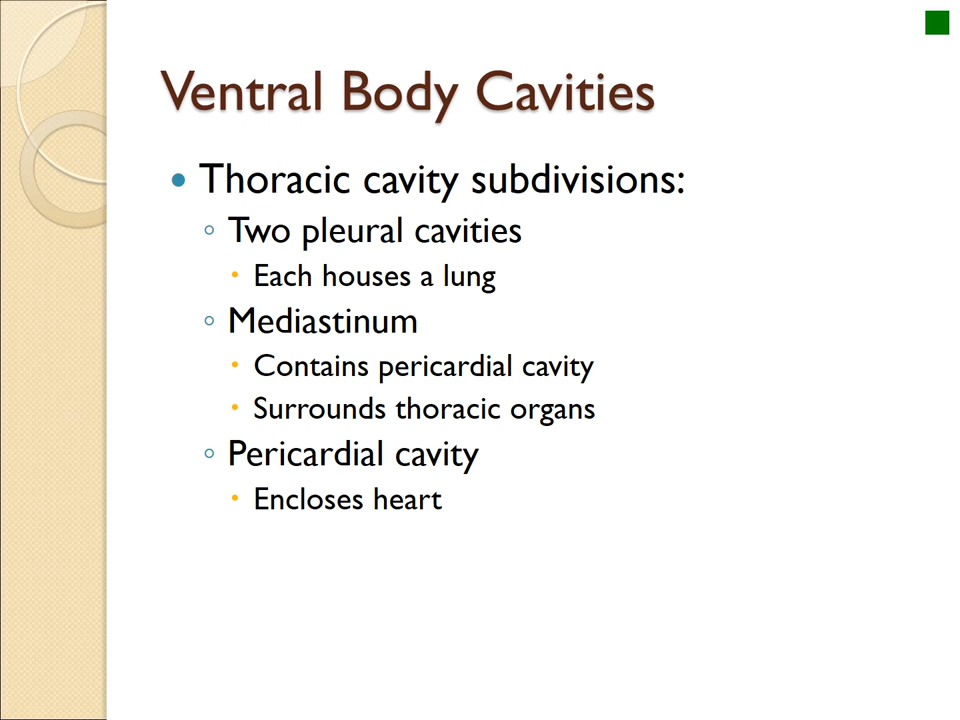 Ventral Body Cavities
Thoracic cavity subdivisions:
Two pleural cavities
Each houses a lung
Mediastinum
Contains pericardial cavity
Surrounds thoracic organs
Pericardial cavity
Encloses heart